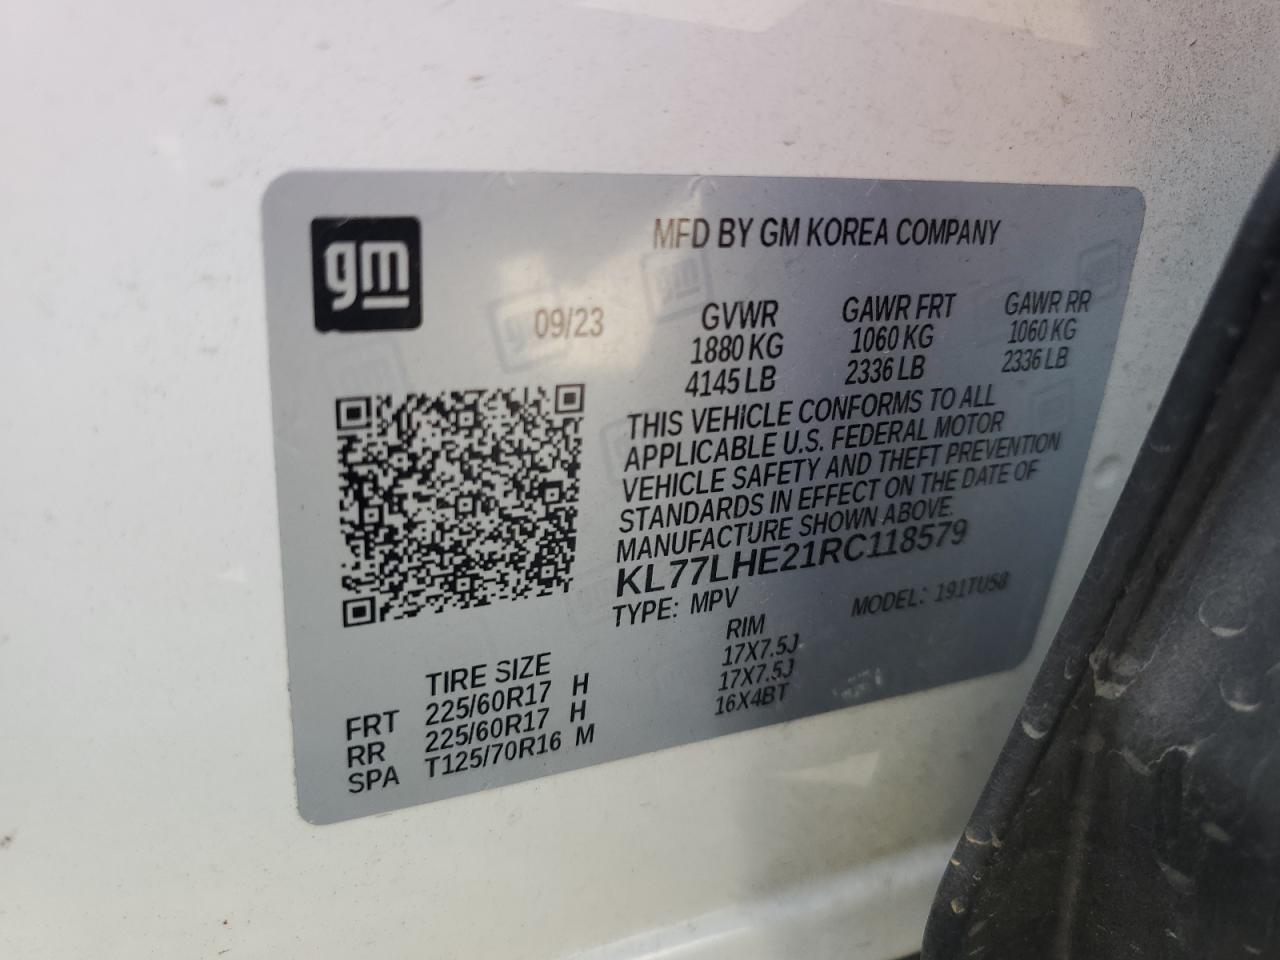 gm
MFD BY GM KOREA COMPANY
09/23
GVWR GAWR FRT GAWR RR
1880 KG 1060 KG 1060 KG
4145 LB 2336 LB 2336 LB
THIS VEHICLE CONFORMS TO ALL
APPLICABLE U.S. FEDERAL MOTOR
VEHICLE SAFETY AND THEFT PREVENTION
STANDARDS IN EFFECT ON THE DATE OF
MANUFACTURE SHOWN ABOVE.
KL77LHE21RC118579
TYPE: MPV MODEL: 191TU58
TIRE SIZE RIM
FRT 225/60R17 H 17X7.5J
RR 225/60R17 H 17X7.5J
SPA T125/70R16 M 16X4BT